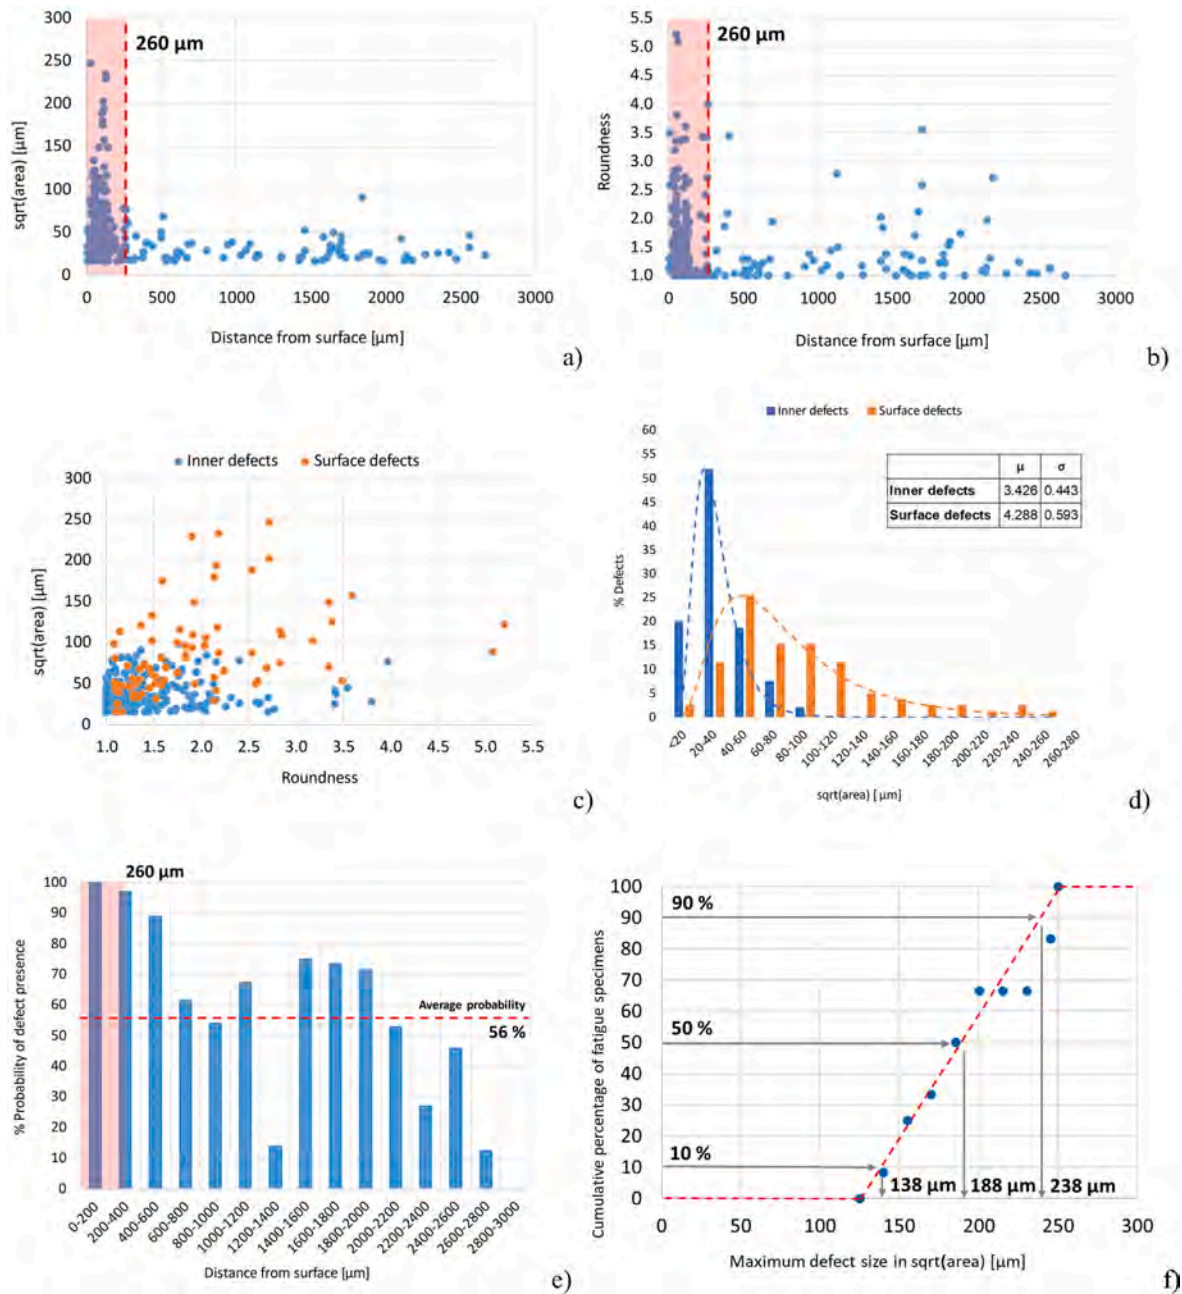 300
250
200
150
100
50
0
sqrt(area) [µm]
260 µm
0 500 1000 1500 2000 2500 3000
Distance from surface [µm]
a)
5.5
5.0
4.5
4.0
3.5
3.0
2.5
2.0
1.5
1.0
Roundness
260 µm
0 500 1000 1500 2000 2500 3000
Distance from surface [µm]
b)
Inner defects Surface defects
300
250
200
150
100
50
0
sqrt(area) [µm]
1.0 1.5 2.0 2.5 3.0 3.5 4.0 4.5 5.0 5.5
Roundness
c)
Inner defects Surface defects
60
55
50
45
40
35
30
25
20
15
10
5
0
% Defects
µ σ
Inner defects 3.426 0.443
Surface defects 4.288 0.593
<20 20-40 40-60 60-80 80-100 100-120 120-140 140-160 160-180 180-200 200-220 220-240 240-260 260-280
sqrt(area) [µm]
d)
260 µm
100
90
80
70
60
50
40
30
20
10
0
% Probability of defect presence
Average probability
56 %
0-200 200-400 400-600 600-800 800-1000 1000-1200 1200-1400 1400-1600 1600-1800 1800-2000 2000-2200 2200-2400 2400-2600 2600-2800 2800-3000
Distance from surface [µm]
e)
100
90
80
70
60
50
40
30
20
10
0
Cumulative percentage of fatigue specimens
90 %
50 %
10 %
138 µm 188 µm 238 µm
0 50 100 150 200 250 300
Maximum defect size in sqrt(area) [µm]
f)